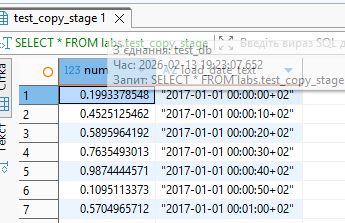 test_copy_stage 1
SELECT * FROM labs.test_copy_stage
Введіть вираз SQL д
З'єднання: test_db
Час: 2026-02-13 19:23:07.652
Запит: SELECT * FROM labs.test_copy_stage
Сітка
Текст
123 num
AZ load_date_text
1 0.1993378548 "2017-01-01 00:00:00+02"
2 0.4525125462 "2017-01-01 00:00:10+02"
3 0.5895964192 "2017-01-01 00:00:20+02"
4 0.7635493013 "2017-01-01 00:00:30+02"
5 0.9874444571 "2017-01-01 00:00:40+02"
6 0.1095113373 "2017-01-01 00:00:50+02"
7 0.5704965712 "2017-01-01 00:01:00+02"